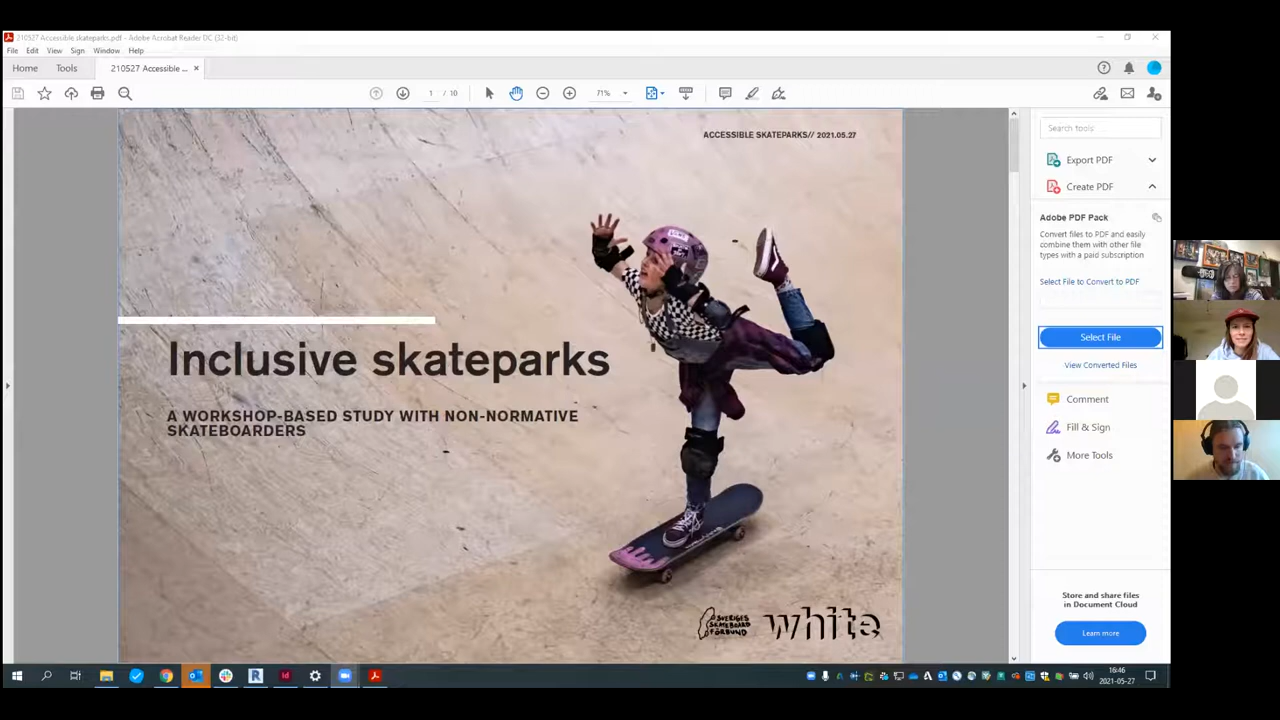 210527 Accessible skateparks.pdf - Adobe Acrobat Reader DC (32-bit)
File Edit View Sign Window Help
Home Tools 210527 Accessible ... ×
1 / 10 71%
ACCESSIBLE SKATEPARKS// 2021.05.27
Inclusive skateparks
A WORKSHOP-BASED STUDY WITH NON-NORMATIVE
SKATEBOARDERS
SVERIGES
SKATEBOARD
FÖRBUND
white
Search tools
Export PDF
Create PDF
Adobe PDF Pack
Convert files to PDF and easily
combine them with other file
types with a paid subscription
Select File to Convert to PDF
Select File
View Converted Files
Comment
Fill & Sign
More Tools
Store and share files
in Document Cloud
Learn more
16:46
2021-05-27